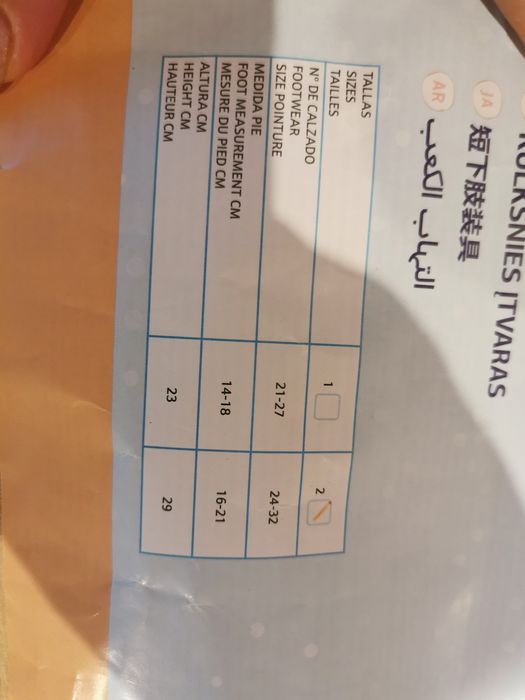 ĮTVARAS
JA 短下肢装具
AR التهاب الكعب
TALLAS
SIZES
TAILLES
1
2
Nº DE CALZADO
FOOTWEAR
SIZE POINTURE
21-27
24-32
MEDIDA PIE
FOOT MEASUREMENT CM
MESURE DU PIED CM
14-18
16-21
ALTURA CM
HEIGHT CM
HAUTEUR CM
23
29